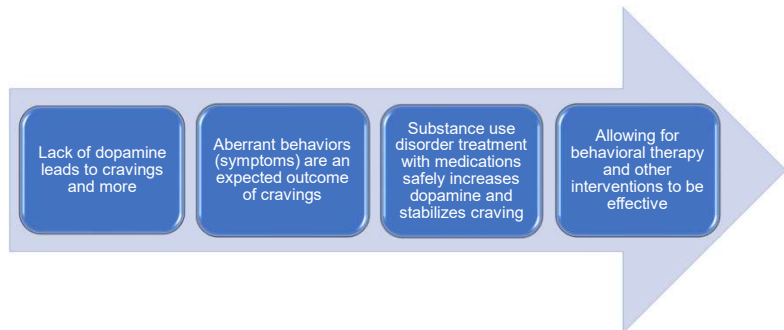 Lack of dopamine
leads to cravings
and more
Aberrant behaviors
(symptoms) are an
expected outcome
of cravings
Substance use
disorder treatment
with medications
safely increases
dopamine and
stabilizes craving
Allowing for
behavioral therapy
and other
interventions to be
effective